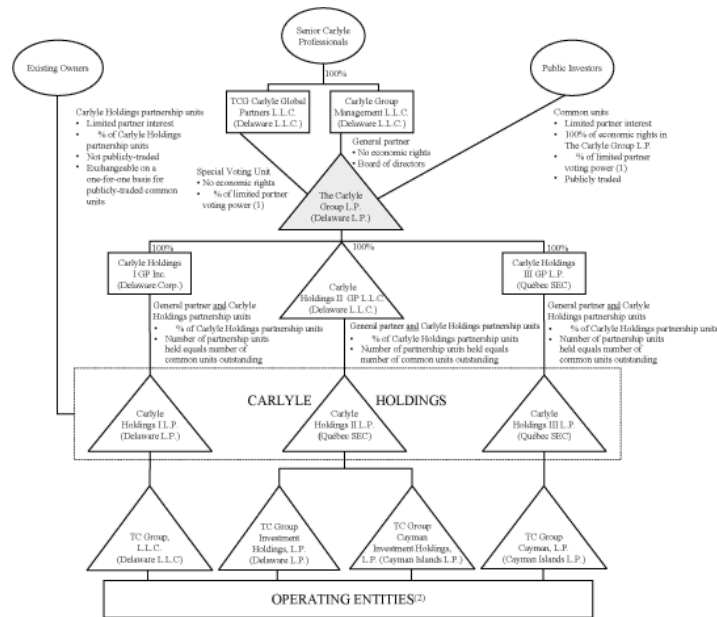 Senior Carlyle
Professionals
Existing Owners
Public Investors
100%
TCG Carlyle Global
Partners L.L.C.
(Delaware L.L.C.)
Carlyle Group
Management L.L.C.
(Delaware L.L.C.)
Carlyle Holdings partnership units
• Limited partner interest
• % of Carlyle Holdings
partnership units
• Not publicly-traded
• Exchangeable on a
one-for-one basis for
publicly-traded common
units
General partner
• No economic rights
• Board of directors
Common units
• Limited partner interest
• 100% of economic rights in
The Carlyle Group L.P.
• % of limited partner
voting power (1)
• Publicly traded
Special Voting Unit
• No economic rights
• % of limited partner
voting power (1)
The Carlyle
Group L.P.
(Delaware L.P.)
100%
100%
100%
Carlyle Holdings
I GP Inc.
(Delaware Corp.)
Carlyle
Holdings II GP L.L.C.
(Delaware L.L.C.)
Carlyle Holdings
III GP L.P.
(Québec SEC)
General partner and Carlyle
Holdings partnership units
• % of Carlyle Holdings partnership units
• Number of partnership units
held equals number of
common units outstanding
General partner and Carlyle Holdings partnership units
• % of Carlyle Holdings partnership units
• Number of partnership units held equals
number of common units outstanding
General partner and Carlyle
Holdings partnership units
• % of Carlyle Holdings partnership units
• Number of partnership units
held equals number of
common units outstanding
CARLYLE HOLDINGS
Carlyle
Holdings I L.P.
(Delaware L.P.)
Carlyle
Holdings II L.P.
(Québec SEC)
Carlyle
Holdings III L.P.
(Québec SEC)
TC Group,
L.L.C.
(Delaware L.L.C)
TC Group
Investment
Holdings, L.P.
(Delaware L.P.)
TC Group
Cayman
Investment Holdings,
L.P. (Cayman Islands L.P.)
TC Group
Cayman, L.P.
(Cayman Islands L.P.)
OPERATING ENTITIES(2)